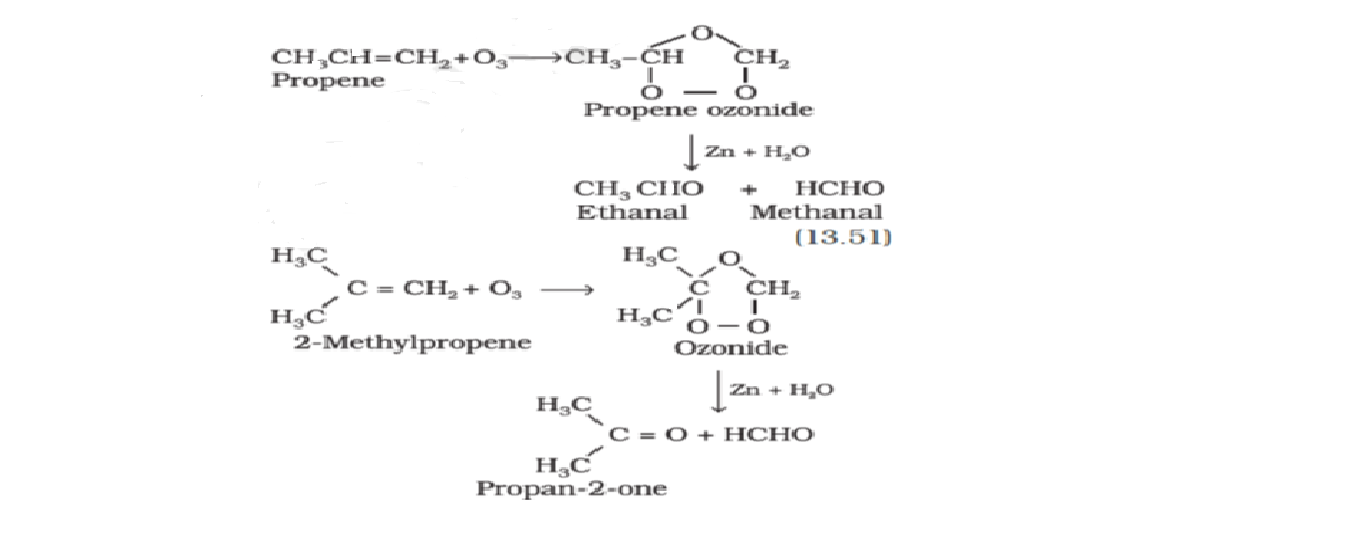 O
CH₃CH=CH₂+O₃⟶CH₃–CH CH₂
Propene
O — O
Propene ozonide
↓ Zn + H₂O
CH₃CHO + HCHO
Ethanal Methanal
(13.51)
H₃C H₃C O
C = CH₂ + O₃ ⟶ C CH₂
H₃C H₃C O – O
2-Methylpropene Ozonide
↓ Zn + H₂O
H₃C
C = O + HCHO
H₃C
Propan-2-one